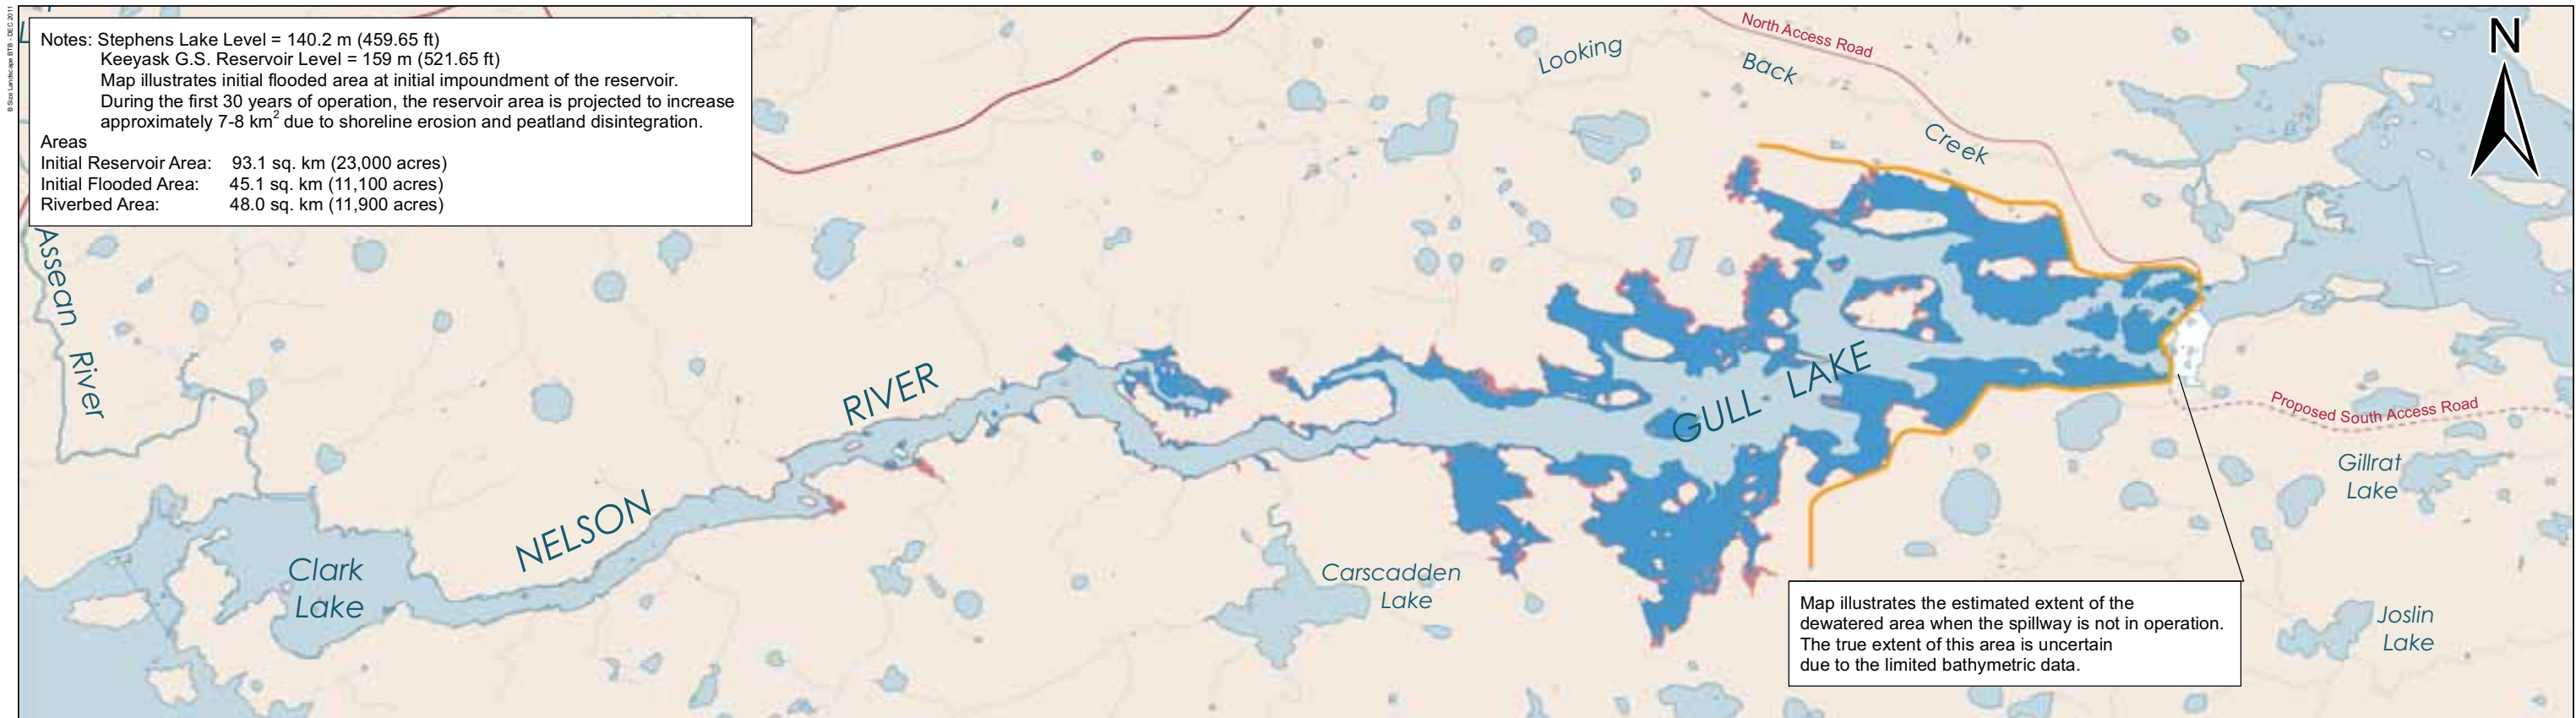 B Size Landscape BTB - DEC 2011
Notes: Stephens Lake Level = 140.2 m (459.65 ft)
Keeyask G.S. Reservoir Level = 159 m (521.65 ft)
Map illustrates initial flooded area at initial impoundment of the reservoir.
During the first 30 years of operation, the reservoir area is projected to increase
approximately 7-8 km² due to shoreline erosion and peatland disintegration.
Areas
Initial Reservoir Area: 93.1 sq. km (23,000 acres)
Initial Flooded Area: 45.1 sq. km (11,100 acres)
Riverbed Area: 48.0 sq. km (11,900 acres)
North Access Road
N
Looking
Back
Creek
Assean
River
NELSON
RIVER
GULL LAKE
Proposed South Access Road
Gillrat
Lake
Clark
Lake
Carscadden
Lake
Map illustrates the estimated extent of the
dewatered area when the spillway is not in operation.
The true extent of this area is uncertain
due to the limited bathymetric data.
Joslin
Lake